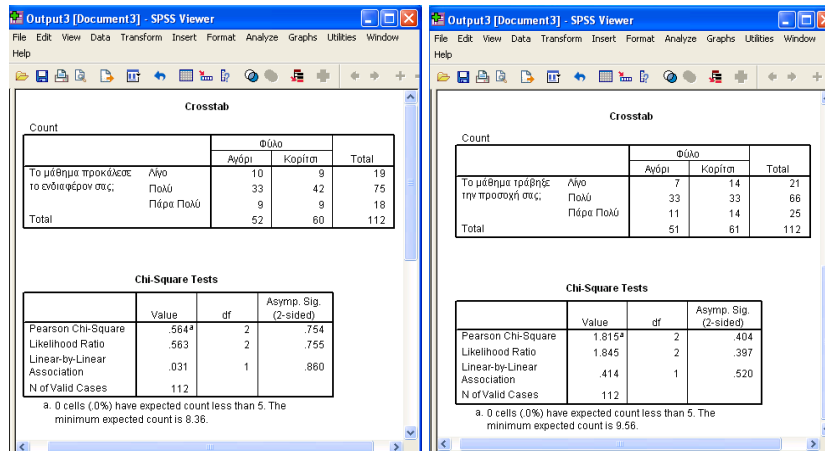 Output3 [Document3] - SPSS Viewer
File Edit View Data Transform Insert Format Analyze Graphs Utilities Window
Help
Crosstab
Count
Φύλο
Αγόρι Κορίτσι Total
Το μάθημα προκάλεσε Λίγο 10 9 19
το ενδιαφέρον σας; Πολύ 33 42 75
Πάρα Πολύ 9 9 18
Total 52 60 112
Chi-Square Tests
Asymp. Sig.
Value df (2-sided)
Pearson Chi-Square .564a 2 .754
Likelihood Ratio .563 2 .755
Linear-by-Linear
Association .031 1 .860
N of Valid Cases 112
a. 0 cells (.0%) have expected count less than 5. The
minimum expected count is 8.36.
Output3 [Document3] - SPSS Viewer
File Edit View Data Transform Insert Format Analyze Graphs Utilities Window
Help
Crosstab
Count
Φύλο
Αγόρι Κορίτσι Total
Το μάθημα τράβηξε Λίγο 7 14 21
την προσοχή σας; Πολύ 33 33 66
Πάρα Πολύ 11 14 25
Total 51 61 112
Chi-Square Tests
Asymp. Sig.
Value df (2-sided)
Pearson Chi-Square 1.815a 2 .404
Likelihood Ratio 1.845 2 .397
Linear-by-Linear
Association .414 1 .520
N of Valid Cases 112
a. 0 cells (.0%) have expected count less than 5. The
minimum expected count is 9.56.